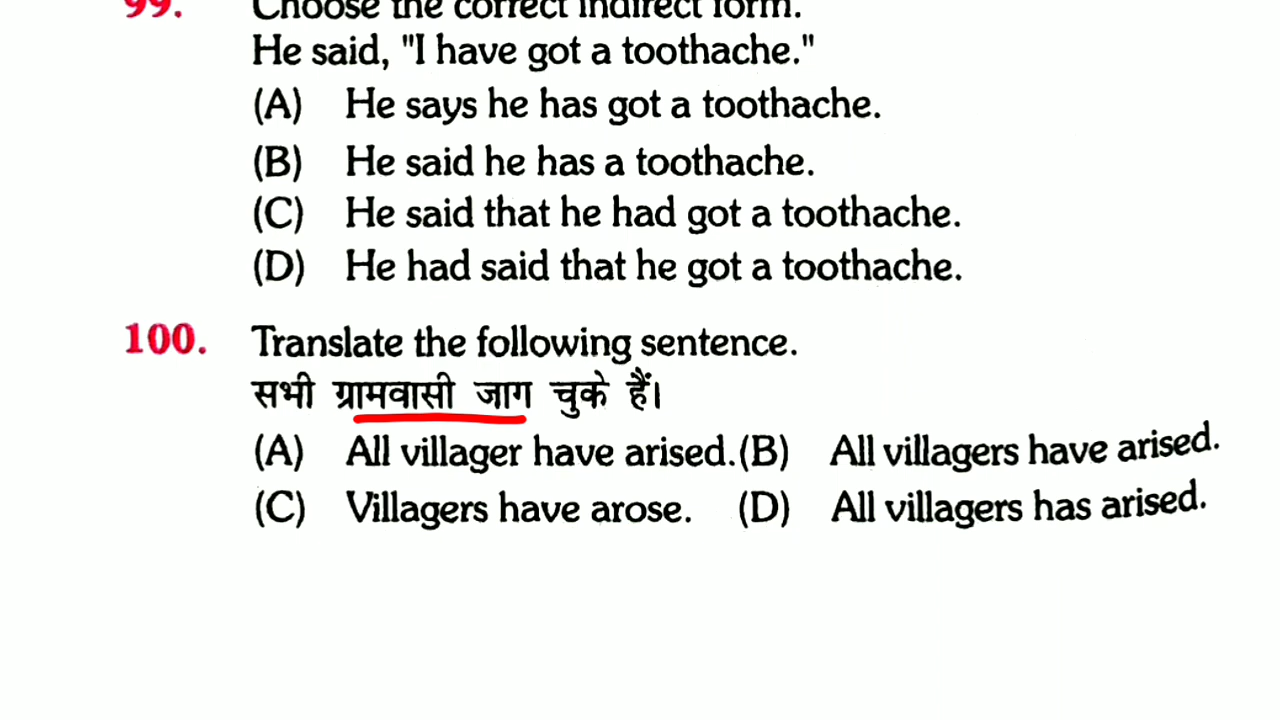 99. Choose the correct indirect form.
He said, "I have got a toothache."
(A) He says he has got a toothache.
(B) He said he has a toothache.
(C) He said that he had got a toothache.
(D) He had said that he got a toothache.
100. Translate the following sentence.
सभी ग्रामवासी जाग चुके हैं।
(A) All villager have arised. (B) All villagers have arised.
(C) Villagers have arose. (D) All villagers has arised.